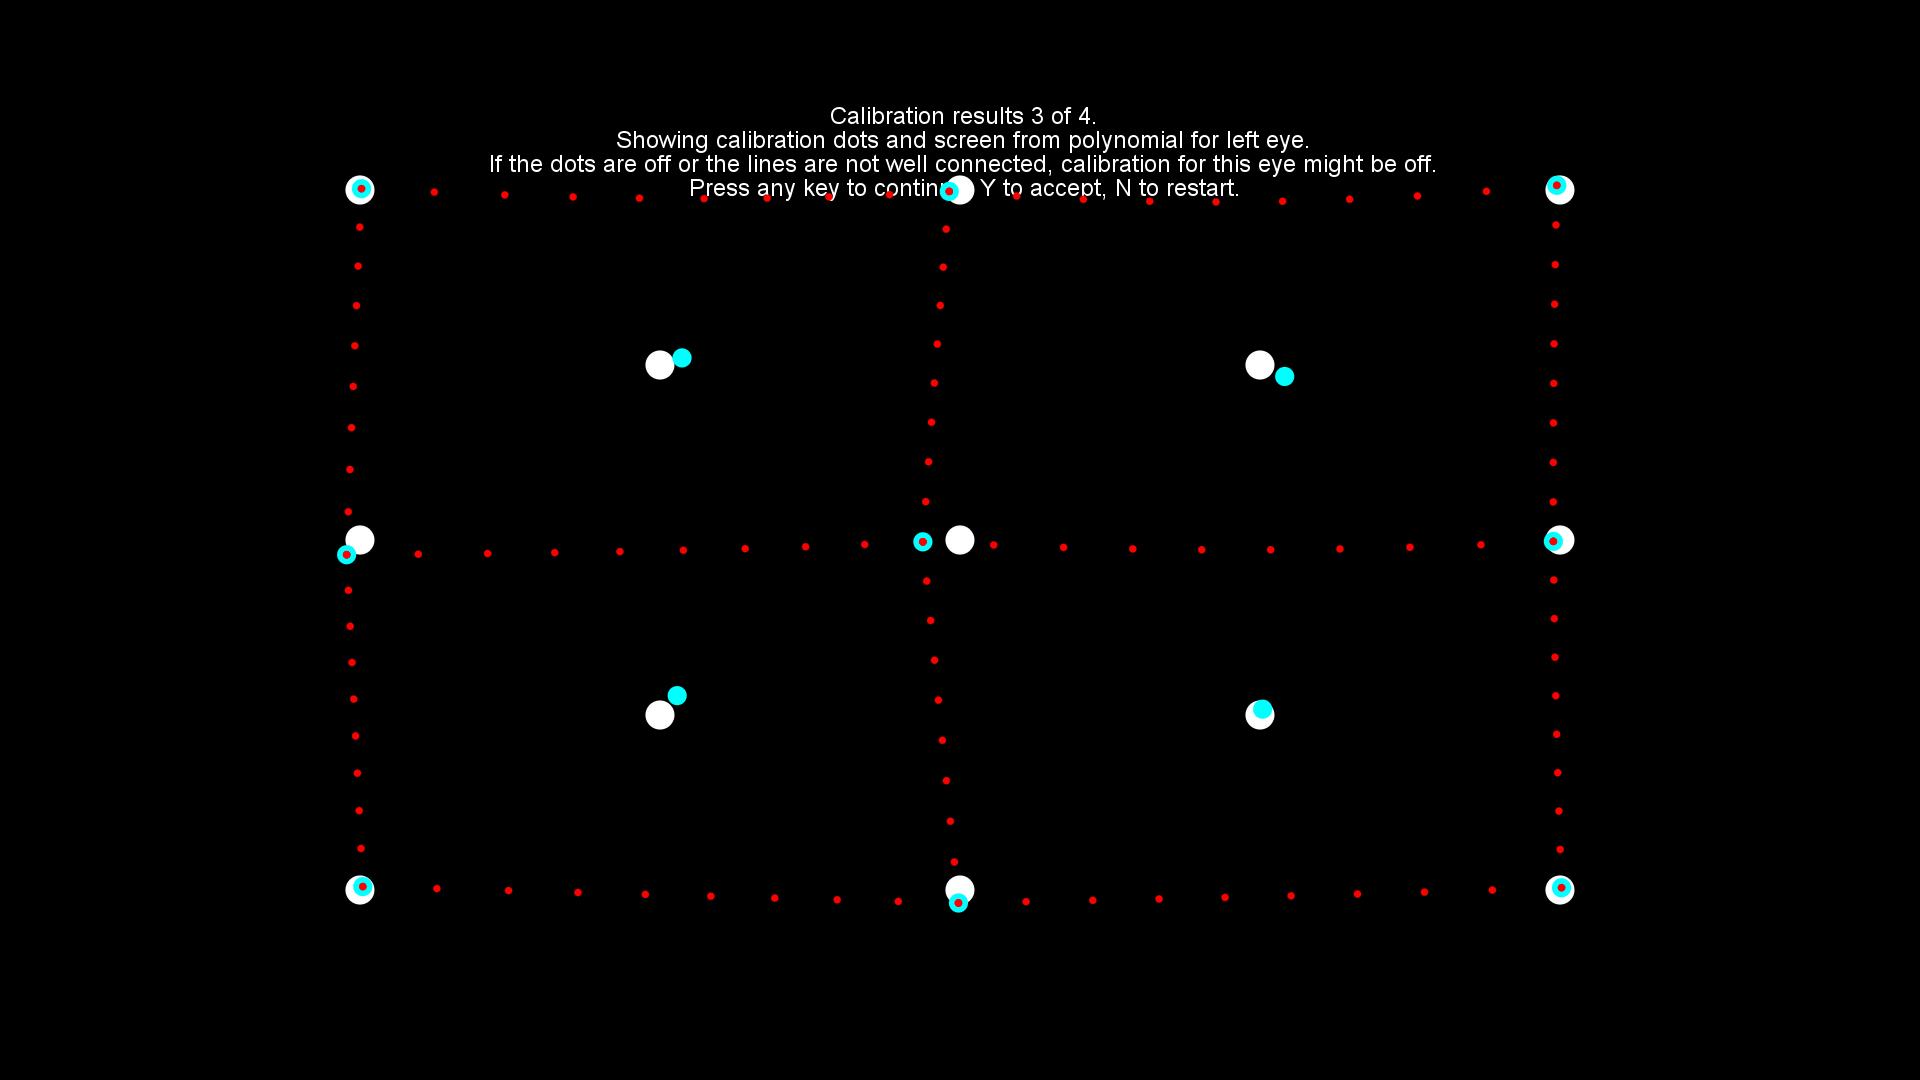 Calibration results 3 of 4.
Showing calibration dots and screen from polynomial for left eye.
If the dots are off or the lines are not well connected, calibration for this eye might be off.
Press any key to continue, Y to accept, N to restart.